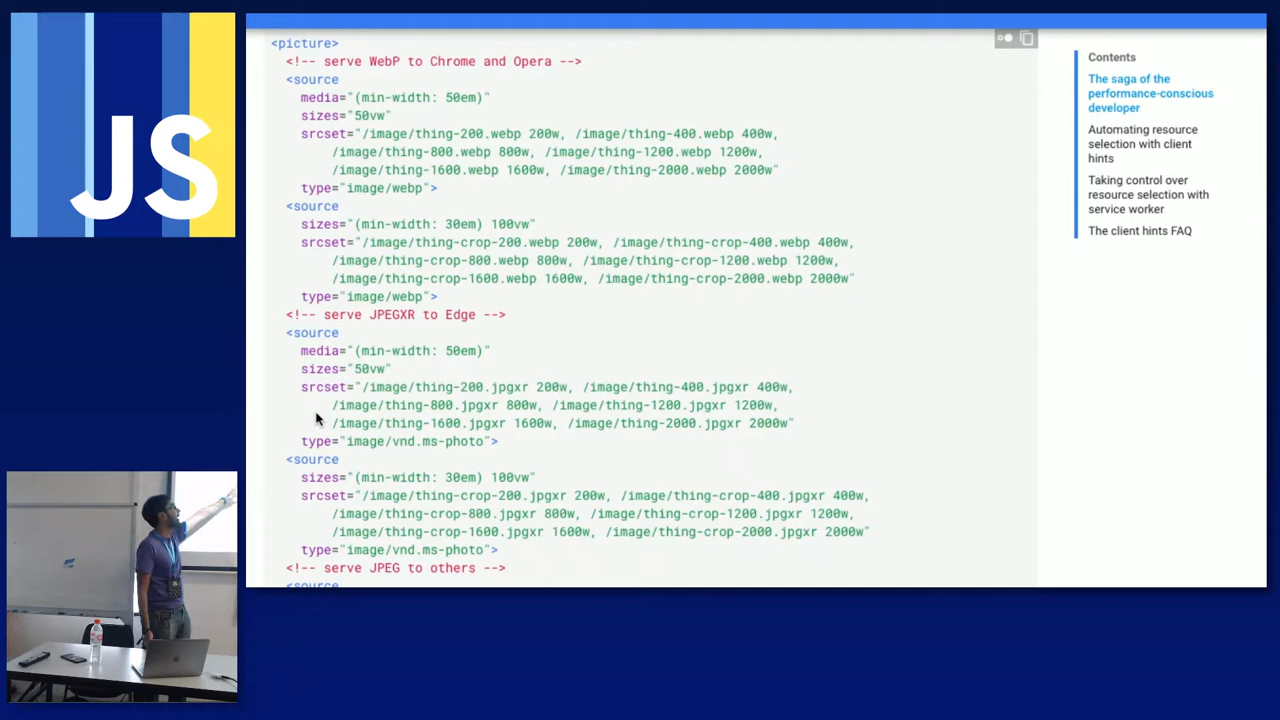 JS
<picture>
<!-- serve WebP to Chrome and Opera -->
<source
media="(min-width: 50em)"
sizes="50vw"
srcset="/image/thing-200.webp 200w, /image/thing-400.webp 400w,
/image/thing-800.webp 800w, /image/thing-1200.webp 1200w,
/image/thing-1600.webp 1600w, /image/thing-2000.webp 2000w"
type="image/webp">
<source
sizes="(min-width: 30em) 100vw"
srcset="/image/thing-crop-200.webp 200w, /image/thing-crop-400.webp 400w,
/image/thing-crop-800.webp 800w, /image/thing-crop-1200.webp 1200w,
/image/thing-crop-1600.webp 1600w, /image/thing-crop-2000.webp 2000w"
type="image/webp">
<!-- serve JPEGXR to Edge -->
<source
media="(min-width: 50em)"
sizes="50vw"
srcset="/image/thing-200.jpgxr 200w, /image/thing-400.jpgxr 400w,
/image/thing-800.jpgxr 800w, /image/thing-1200.jpgxr 1200w,
/image/thing-1600.jpgxr 1600w, /image/thing-2000.jpgxr 2000w"
type="image/vnd.ms-photo">
<source
sizes="(min-width: 30em) 100vw"
srcset="/image/thing-crop-200.jpgxr 200w, /image/thing-crop-400.jpgxr 400w,
/image/thing-crop-800.jpgxr 800w, /image/thing-crop-1200.jpgxr 1200w,
/image/thing-crop-1600.jpgxr 1600w, /image/thing-crop-2000.jpgxr 2000w"
type="image/vnd.ms-photo">
<!-- serve JPEG to others -->
<source
Contents
The saga of the
performance-conscious
developer
Automating resource
selection with client
hints
Taking control over
resource selection with
service worker
The client hints FAQ